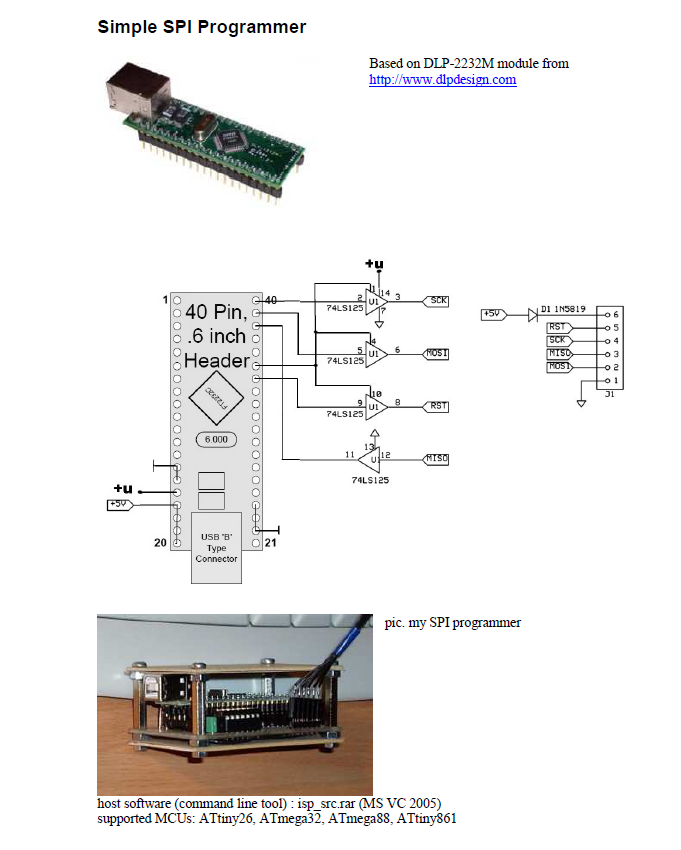 Simple SPI Programmer
Based on DLP-2232M module from
http://www.dlpdesign.com
+u
1
40
40 Pin,
.6 inch
Header
FT2232C
6.000
+u
+5V
20
21
USB 'B'
Type
Connector
1
14
2
U1
3
SCK
74LS125
7
4
5
U1
6
MOSI
74LS125
10
9
U1
8
RST
74LS125
13
11
U1
12
MISO
74LS125
+5V
D1 1N5819
6
RST
5
SCK
4
MISO
3
MOSI
2
1
J1
pic. my SPI programmer
host software (command line tool) : isp_src.rar (MS VC 2005)
supported MCUs: ATtiny26, ATmega32, ATmega88, ATtiny861